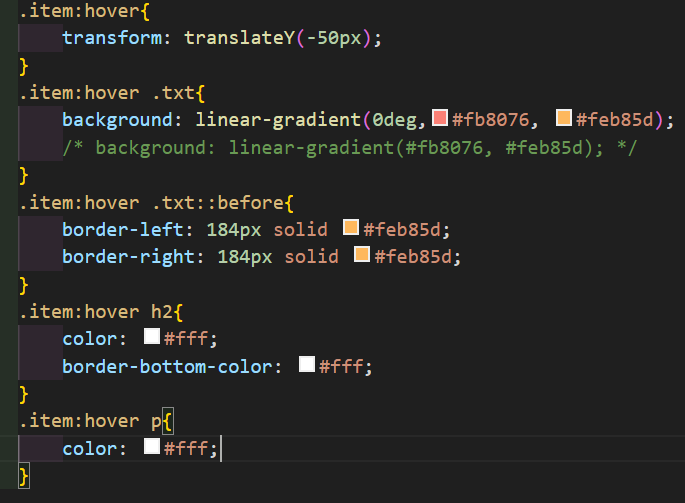 .item:hover{
    transform: translateY(-50px);
}
.item:hover .txt{
    background: linear-gradient(0deg,#fb8076, #feb85d);
    /* background: linear-gradient(#fb8076, #feb85d); */
}
.item:hover .txt::before{
    border-left: 184px solid #feb85d;
    border-right: 184px solid #feb85d;
}
.item:hover h2{
    color: #fff;
    border-bottom-color: #fff;
}
.item:hover p{
    color: #fff;
}